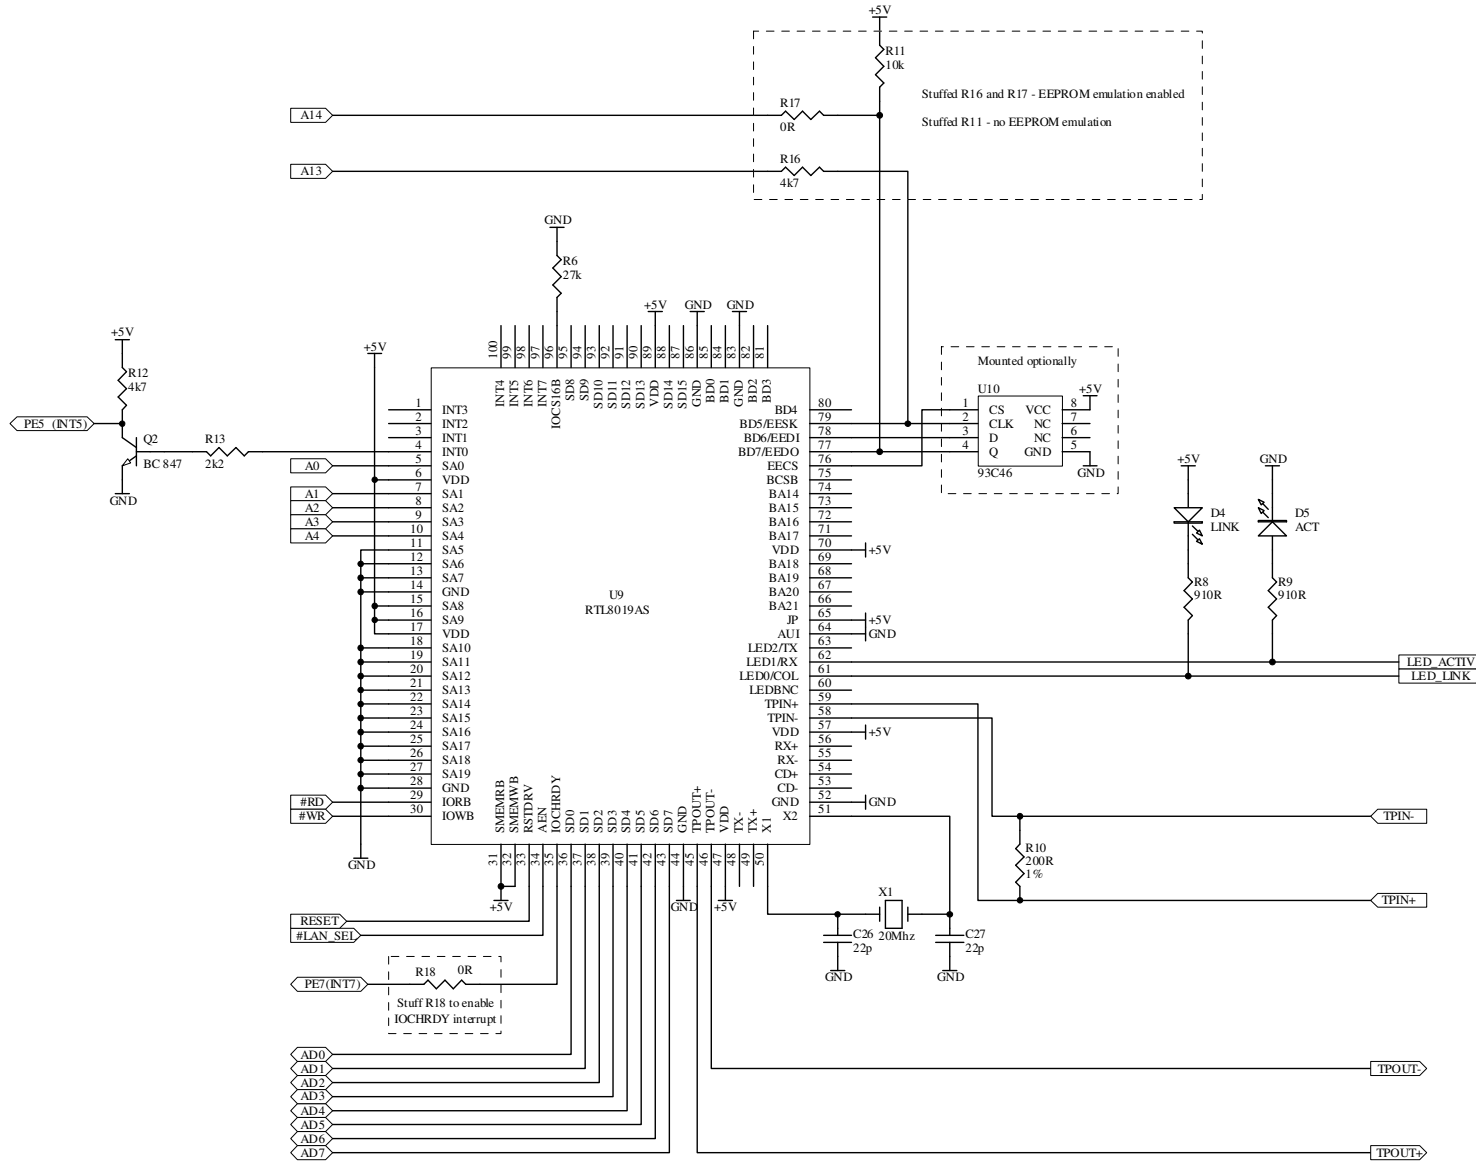 +5V
R11
10k
Stuffed R16 and R17 - EEPROM emulation enabled
Stuffed R11 - no EEPROM emulation
A14
R17
0R
A13
R16
4k7
GND
R6
27k
+5V
GND
GND
+5V
R12
4k7
PE5 (INT5)
Q2
BC 847
R13
2k2
GND
+5V
100
99
98
97
96
95
94
93
92
91
90
89
88
87
86
85
84
83
82
81
INT4
INT5
INT6
INT7
IOCS16B
SD8
SD9
SD10
SD11
SD12
SD13
VDD
SD14
SD15
GND
BD0
BD1
GND
BD2
BD3
1 INT3
2 INT2
3 INT1
4 INT0
A0 5 SA0
6 VDD
A1 7 SA1
A2 8 SA2
A3 9 SA3
A4 10 SA4
11 SA5
12 SA6
13 SA7
14 GND
15 SA8
16 SA9
17 VDD
18 SA10
19 SA11
20 SA12
21 SA13
22 SA14
23 SA15
24 SA16
25 SA17
26 SA18
27 SA19
28 GND
#RD 29 IORB
#WR 30 IOWB
GND
U9
RTL8019AS
BD4 80
BD5/EESK 79
BD6/EEDI 78
BD7/EEDO 77
EECS 76
BCSB 75
BA14 74
BA15 73
BA16 72
BA17 71
VDD 70 +5V
BA18 69
BA19 68
BA20 67
BA21 66
JP 65 +5V
AUI 64 GND
LED2/TX 63
LED1/RX 62
LED0/COL 61
LEDBNC 60
TPIN+ 59
TPIN- 58
VDD 57 +5V
RX+ 56
RX- 55
CD+ 54
CD- 53
GND 52 GND
X2 51
Mounted optionally
U10
1 CS VCC 8 +5V
2 CLK NC 7
3 D NC 6
4 Q GND 5
93C46
GND
+5V
D4
LINK
R8
910R
GND
D5
ACT
R9
910R
LED_ACTIV
LED_LINK
SMEMRB
SMEMWB
RSTDRV
AEN
IOCHRDY
SD0
SD1
SD2
SD3
SD4
SD5
SD6
SD7
GND
TPOUT+
TPOUT-
VDD
TX-
TX+
X1
31
32
33
34
35
36
37
38
39
40
41
42
43
44
45
46
47
48
49
50
+5V
GND
+5V
TPIN-
R10
200R
1%
TPIN+
X1
20Mhz
C26
22p
GND
C27
22p
GND
RESET
#LAN_SEL
PE7(INT7)
R18
0R
Stuff R18 to enable
IOCHRDY interrupt
AD0
AD1
AD2
AD3
AD4
AD5
AD6
AD7
TPOUT-
TPOUT+